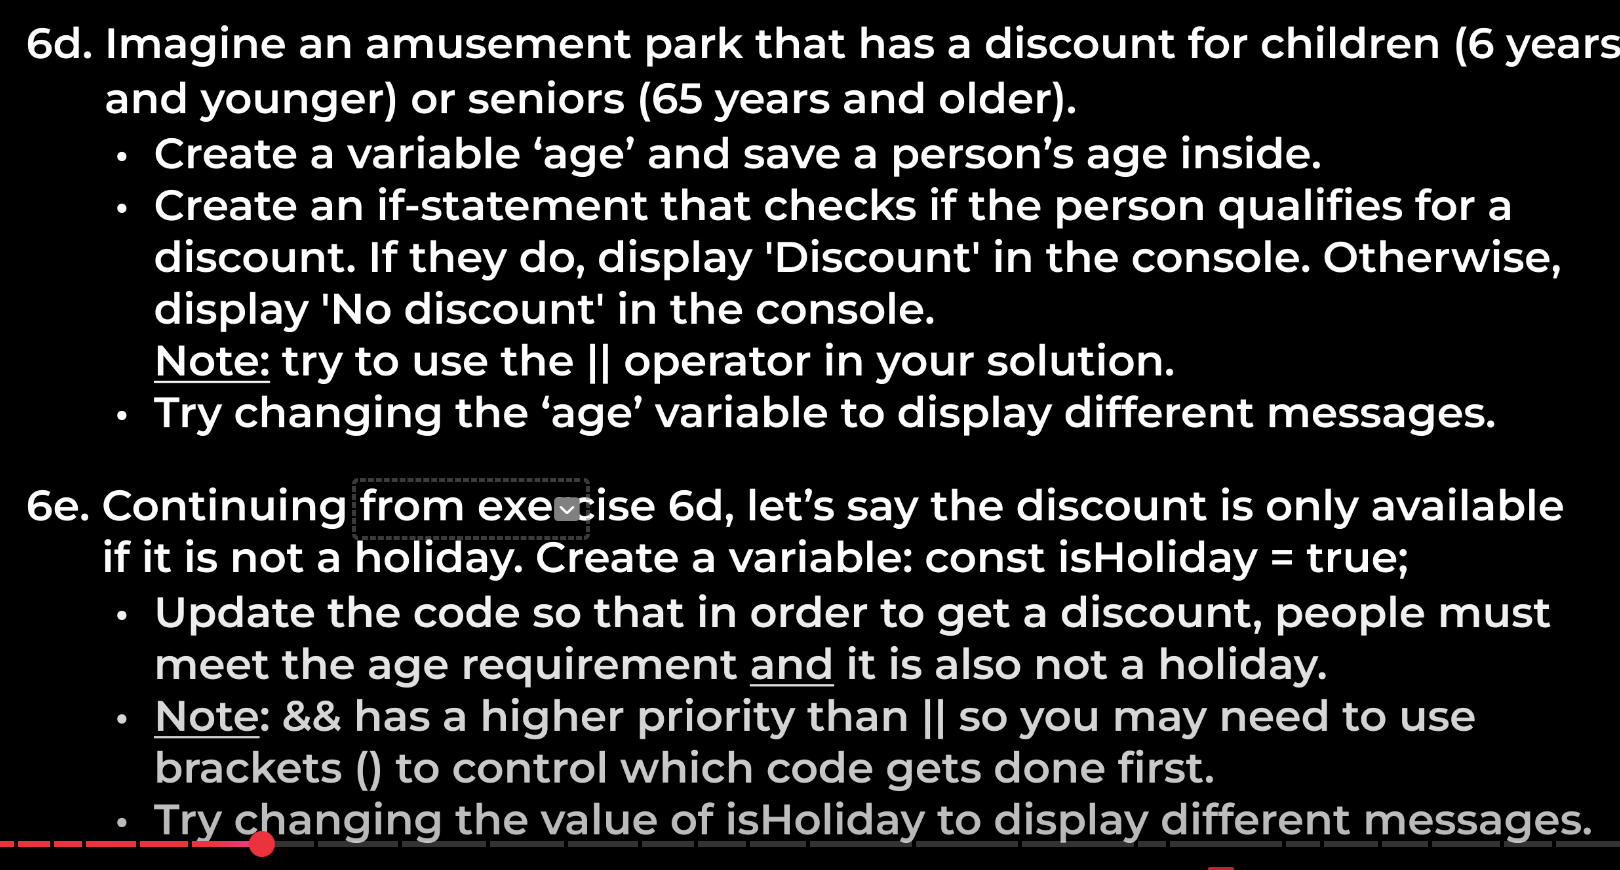 6d. Imagine an amusement park that has a discount for children (6 years
and younger) or seniors (65 years and older).
• Create a variable ‘age’ and save a person’s age inside.
• Create an if-statement that checks if the person qualifies for a
discount. If they do, display 'Discount' in the console. Otherwise,
display 'No discount' in the console.
Note: try to use the || operator in your solution.
• Try changing the ‘age’ variable to display different messages.
6e. Continuing from exercise 6d, let’s say the discount is only available
if it is not a holiday. Create a variable: const isHoliday = true;
• Update the code so that in order to get a discount, people must
meet the age requirement and it is also not a holiday.
• Note: && has a higher priority than || so you may need to use
brackets () to control which code gets done first.
• Try changing the value of isHoliday to display different messages.